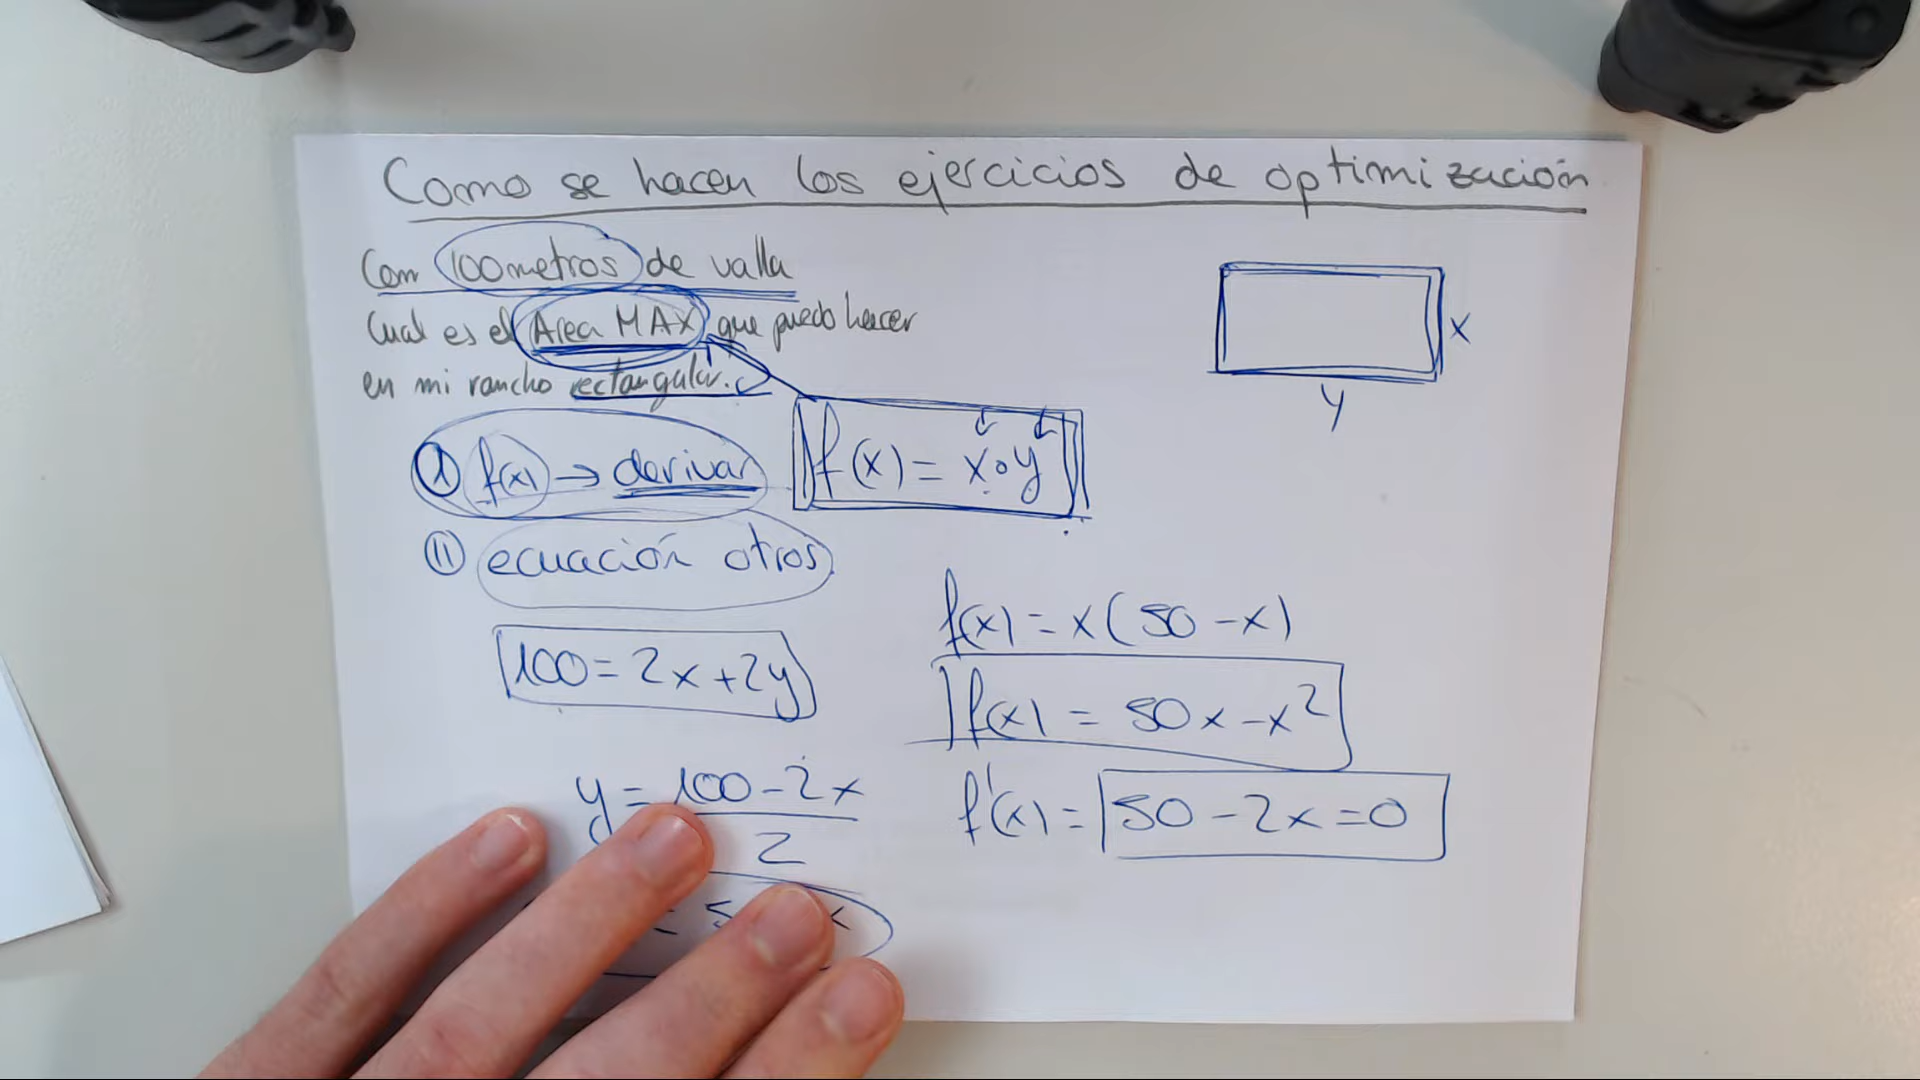 Como se hacen los ejercicios de optimización
Con 100 metros de valla
Cual es el Area MAX que puedo hacer
en mi rancho rectangular.
x
y
I f(x) → derivar
f(x) = x · y
II ecuación otros
100 = 2x + 2y
y = 100 - 2x
2
f(x) = x (50 - x)
f(x) = 50x - x²
f'(x) = 50 - 2x = 0